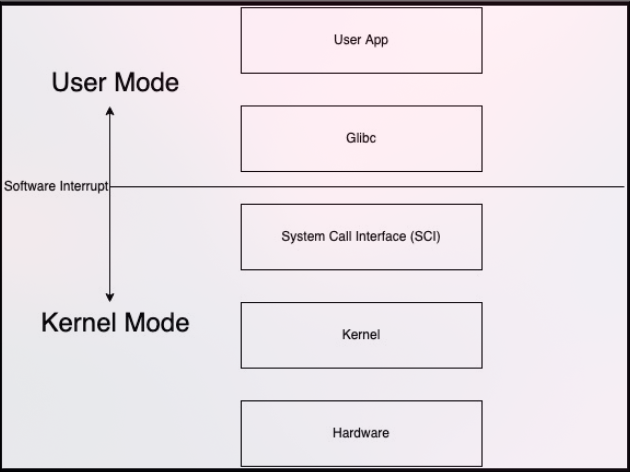 User App
User Mode
Glibc
Software Interrupt
System Call Interface (SCI)
Kernel Mode
Kernel
Hardware